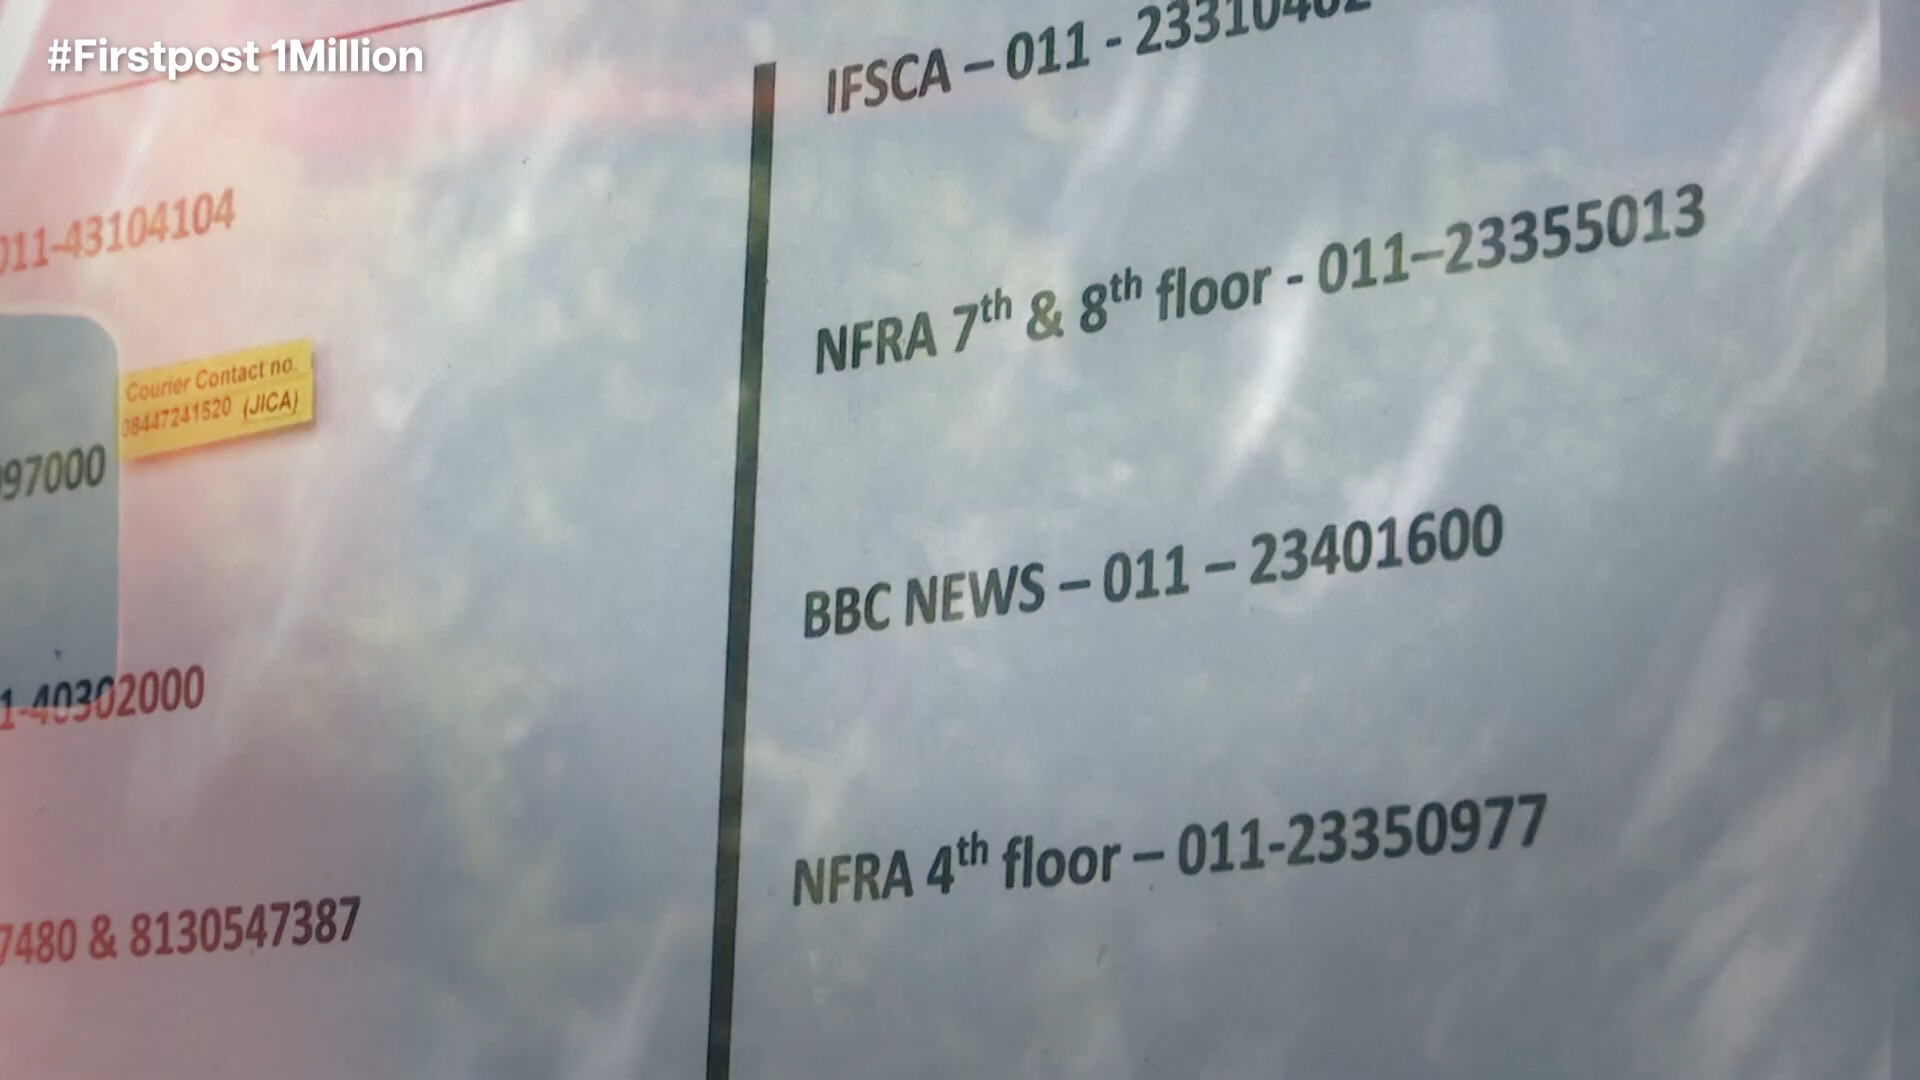 #Firstpost 1Million
011-43104104
Courier Contact no.
08447241520 (JICA)
97000
1-40302000
7480 & 8130547387
IFSCA – 011 - 23310402
NFRA 7th & 8th floor - 011–23355013
BBC NEWS – 011 – 23401600
NFRA 4th floor – 011-23350977